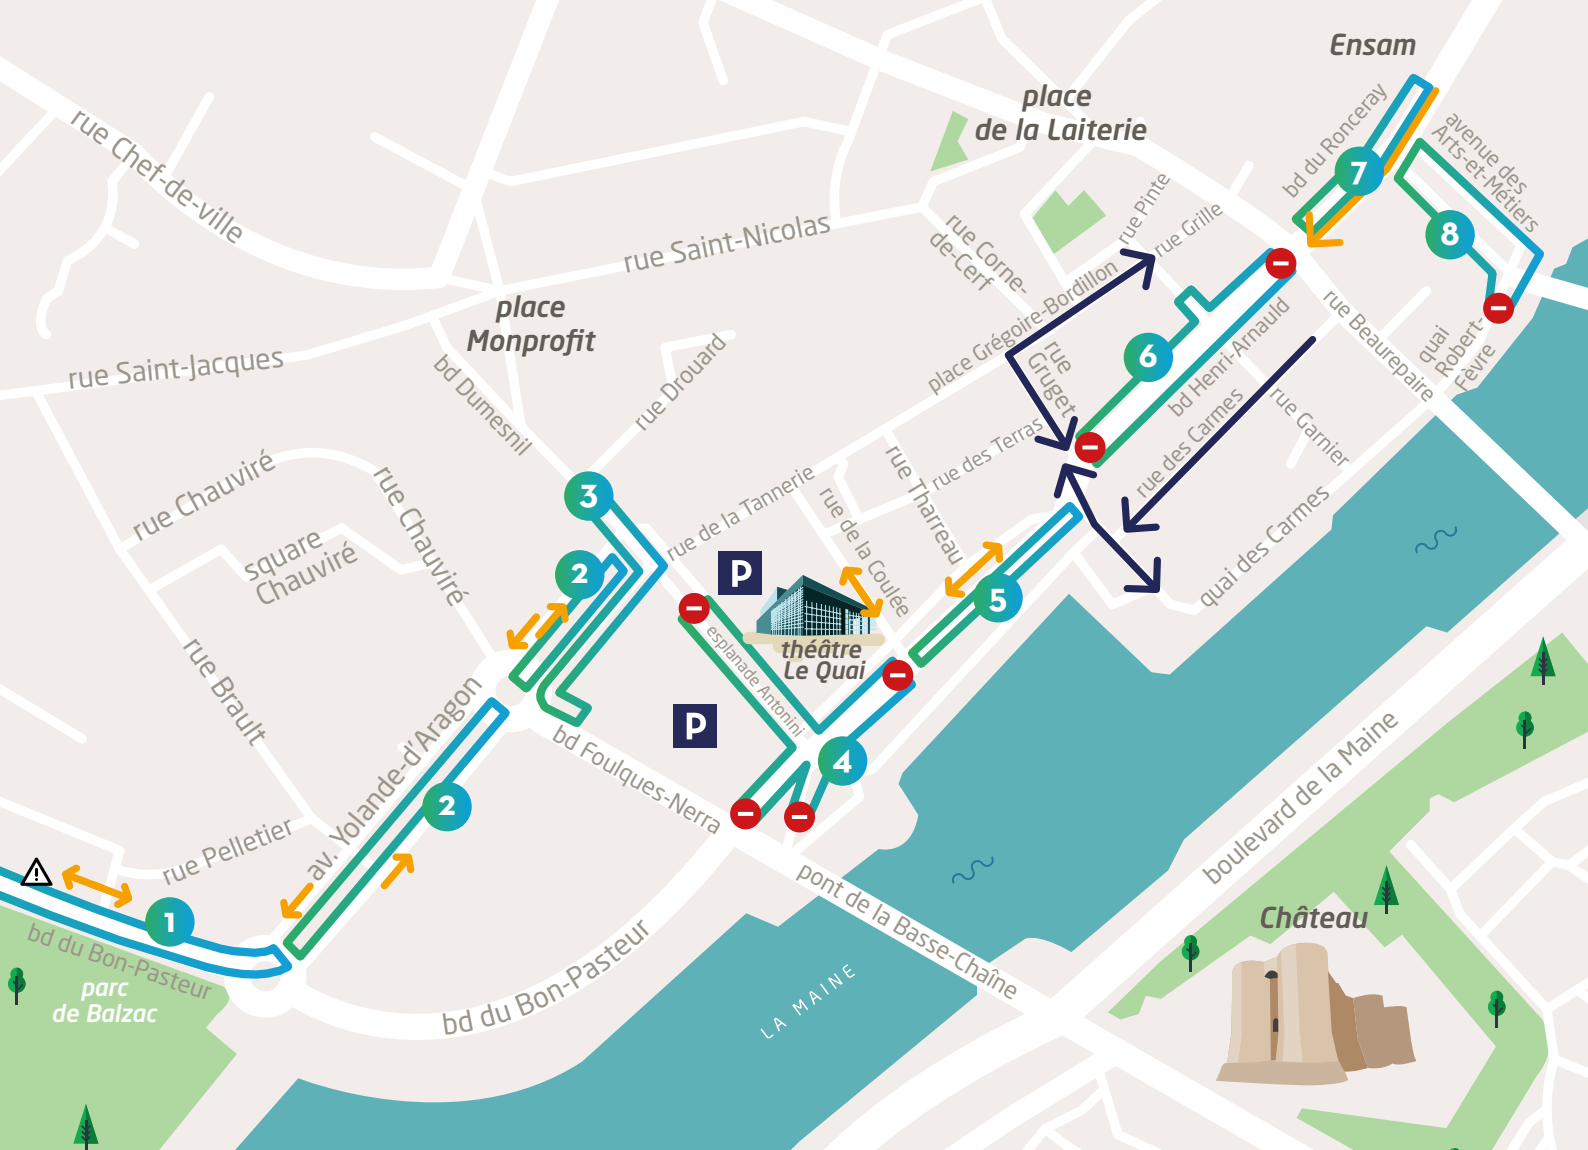 Ensam
place
de la Laiterie
bd du Ronceray
avenue des
Arts-et-Métiers
7
8
rue Chef-de-ville
rue Saint-Nicolas
rue Corne-
de-Cerf
rue Pinte
rue Grille
place Grégoire-Bordillon
place
Monprofit
rue Saint-Jacques
bd Dumesnil
rue Drouard
rue
Gruget
6
bd Henri-Arnauld
rue Beaurepaire
quai
Robert-
Fèvre
rue des Carmes
rue Garnier
quai des Carmes
rue des Terras
rue Tharreau
rue de la Tannerie
rue de la Coulée
rue Chauviré
rue Chauviré
square
Chauviré
3
2
P
5
esplanade Antonini
théâtre
Le Quai
P
4
rue Brault
av. Yolande-d'Aragon
2
bd Foulques-Nerra
rue Pelletier
1
bd du Bon-Pasteur
parc
de Balzac
bd du Bon-Pasteur
pont de la Basse-Chaîne
LA MAINE
boulevard de la Maine
Château